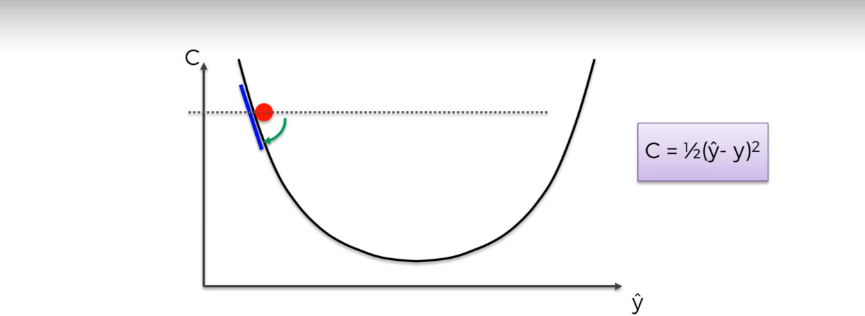 C
C = ½(ŷ- y)²
ŷ